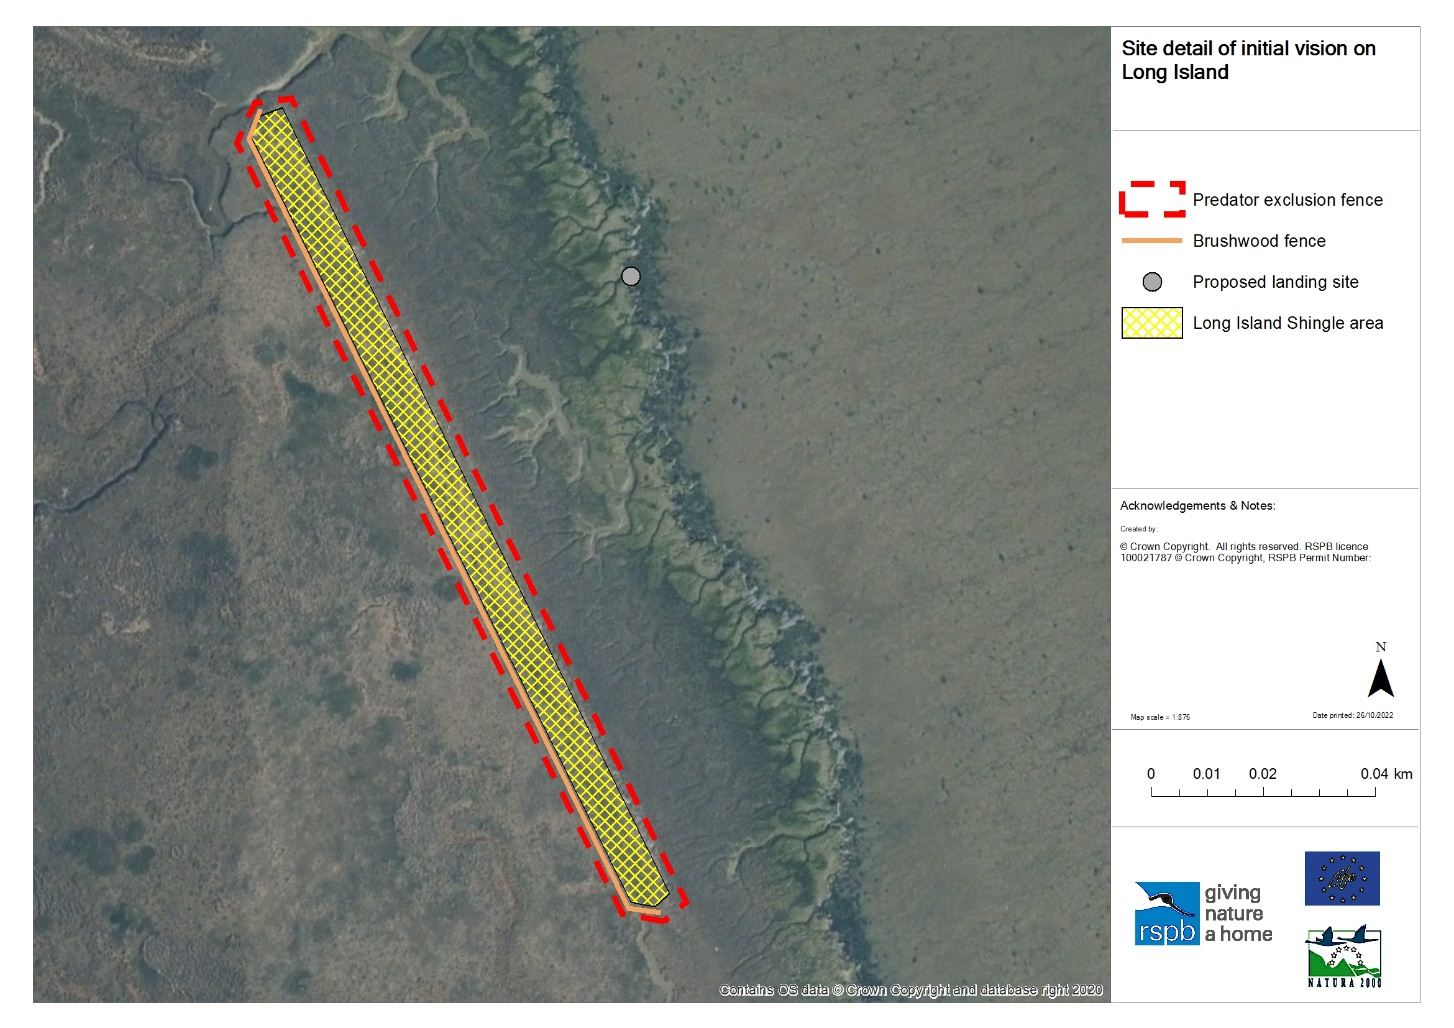 Site detail of initial vision on
Long Island
Predator exclusion fence
Brushwood fence
Proposed landing site
Long Island Shingle area
Acknowledgements & Notes:
Created by:
© Crown Copyright. All rights reserved. RSPB licence
100021787 © Crown Copyright, RSPB Permit Number:
N
Map scale = 1:876
Date printed: 26/10/2022
0 0.01 0.02 0.04 km
giving
nature
a home
rspb
NATURA 2000
Contains OS data © Crown Copyright and database right 2020